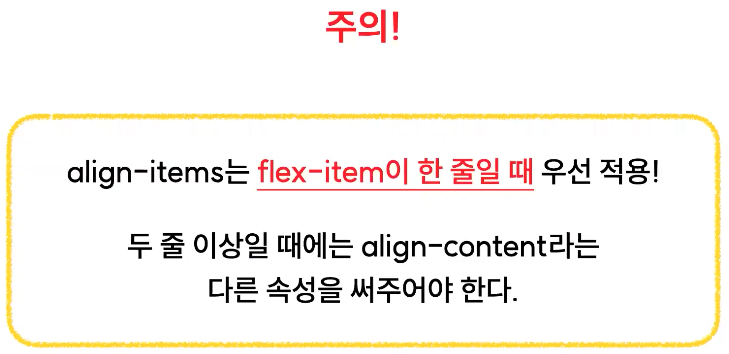 주의!
align-items는 flex-item이 한 줄일 때 우선 적용!
두 줄 이상일 때에는 align-content라는
다른 속성을 써주어야 한다.